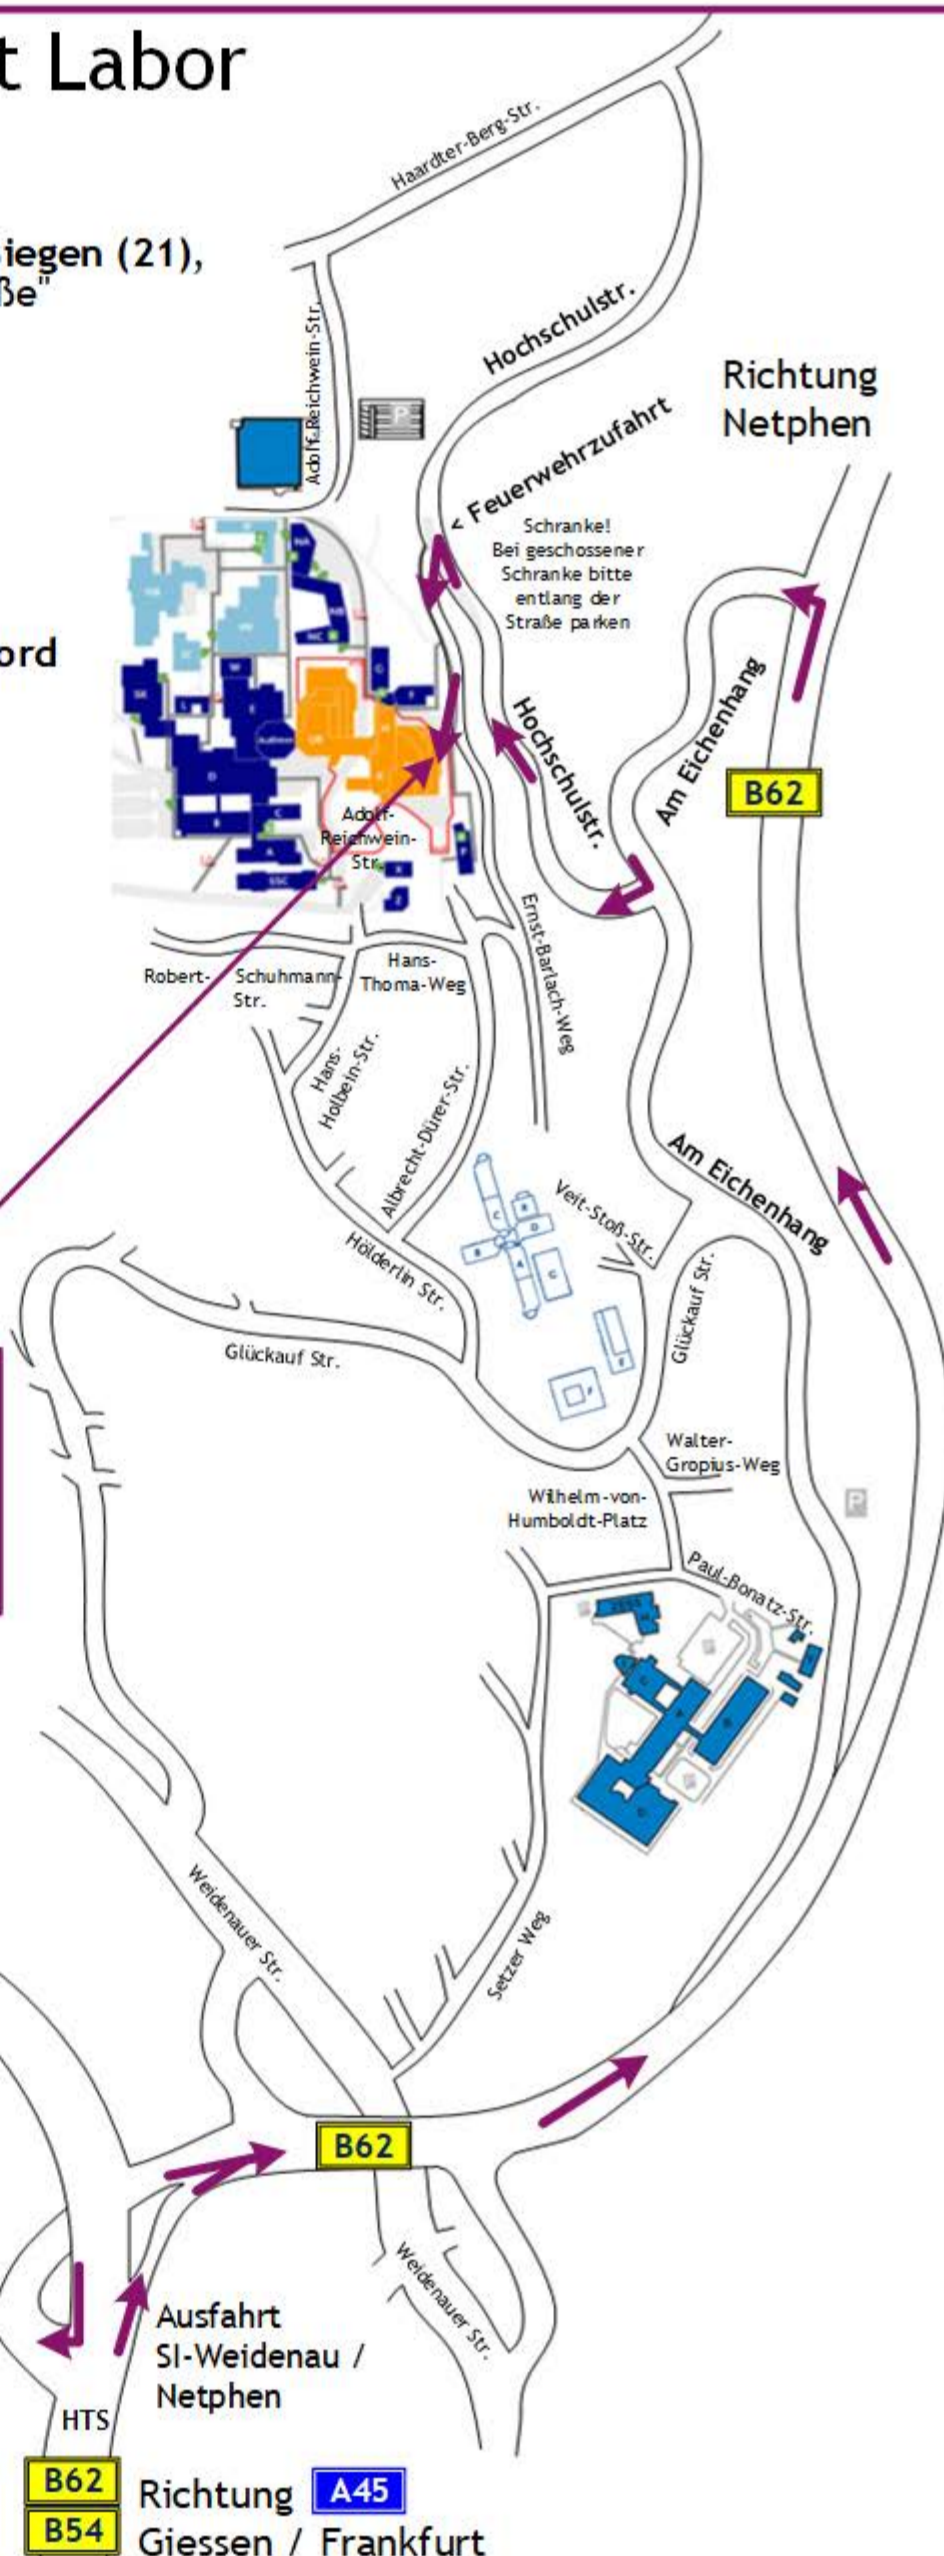 t Labor
Haardter-Berg-Str.
iegen (21),
ße"
Hochschulstr.
Adolf-Reichwein-Str.
P
Richtung
Netphen
< Feuerwehrzufahrt
Schranke!
Bei geschossener
Schranke bitte
entlang der
Straße parken
ord
Am Eichenhang
Hochschulstr.
B62
Adolf-
Reichwein-
Str.
Ernst-Barlach-Weg
Robert-
Schuhmann-
Str.
Hans-
Thoma-Weg
Hans-
Holbein-Str.
Albrecht-Dürer-Str.
Am Eichenhang
Veit-Stoß-Str.
Hölderlin Str.
Glückauf Str.
Glückauf Str.
Walter-
Gropius-Weg
Wilhelm-von-
Humboldt-Platz
P
Paul-Bonatz-Str.
Weidenauer Str.
Setzer Weg
B62
Weidenauer Str.
Ausfahrt
SI-Weidenau /
Netphen
HTS
B62
Richtung A45
B54
Giessen / Frankfurt